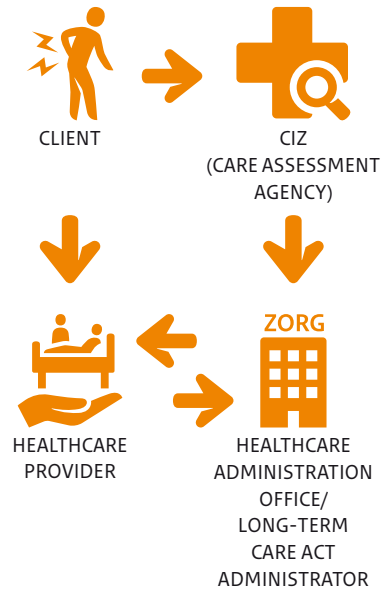 CLIENT
CIZ
(CARE ASSESSMENT
AGENCY)
ZORG
HEALTHCARE
PROVIDER
HEALTHCARE
ADMINISTRATION
OFFICE/
LONG-TERM
CARE ACT
ADMINISTRATOR